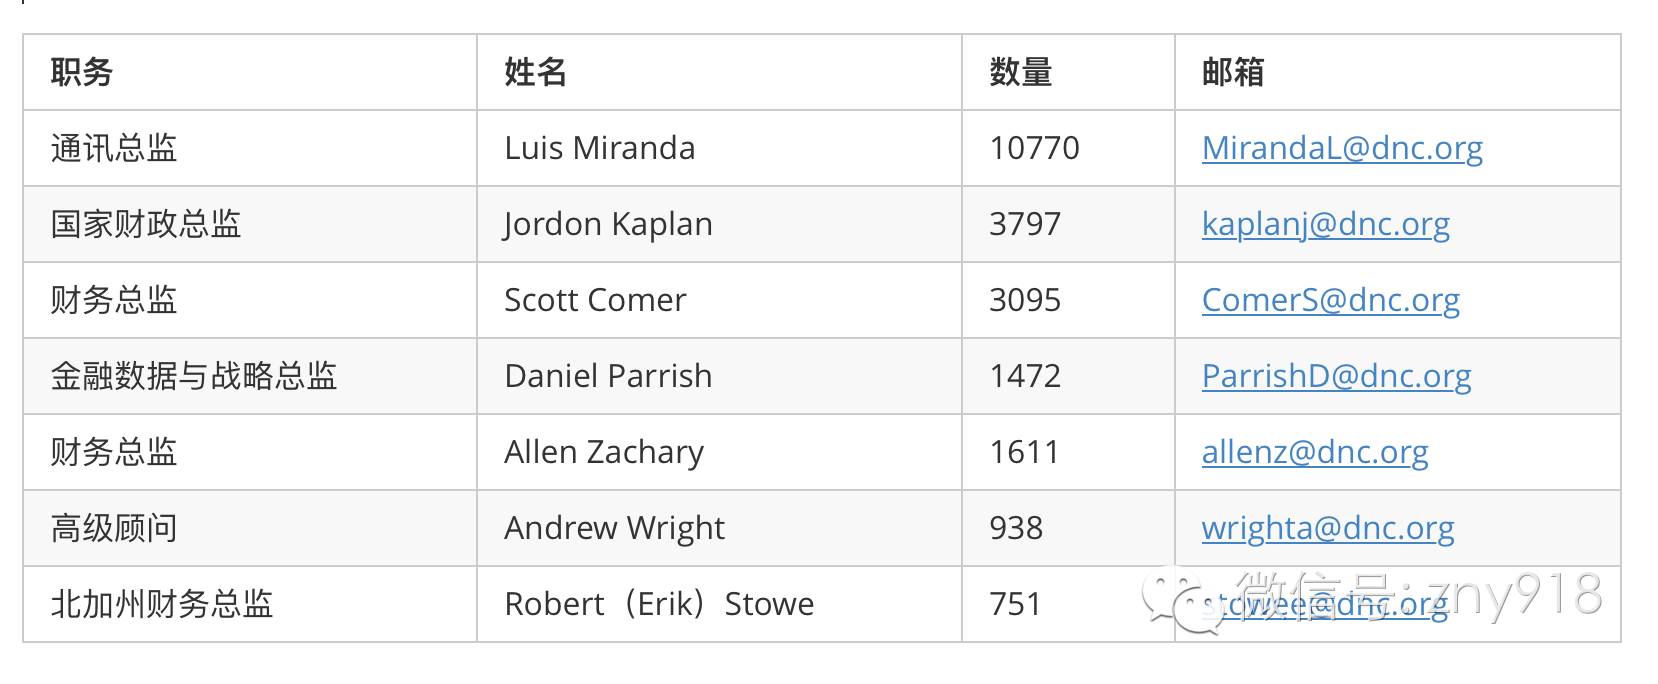 职务 姓名 数量 邮箱
通讯总监 Luis Miranda 10770 MirandaL@dnc.org
国家财政总监 Jordon Kaplan 3797 kaplanj@dnc.org
财务总监 Scott Comer 3095 ComerS@dnc.org
金融数据与战略总监 Daniel Parrish 1472 ParrishD@dnc.org
财务总监 Allen Zachary 1611 allenz@dnc.org
高级顾问 Andrew Wright 938 wrighta@dnc.org
北加州财务总监 Robert（Erik）Stowe 751 stowee@dnc.org
微信号: zny918